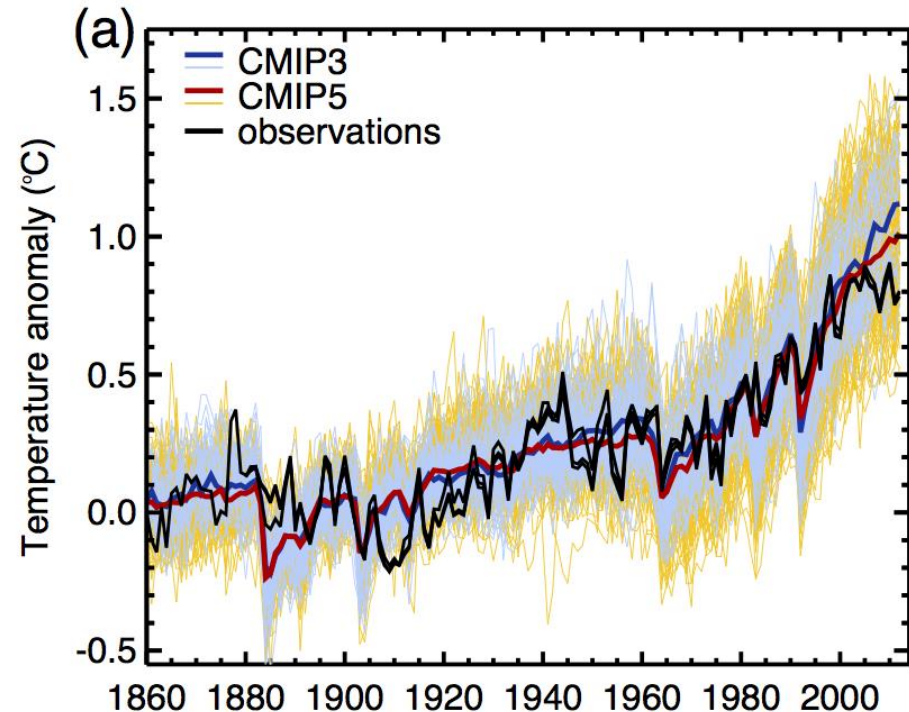 (a)
CMIP3
CMIP5
observations
Temperature anomaly (°C)
1.5
1.0
0.5
0.0
-0.5
1860 1880 1900 1920 1940 1960 1980 2000